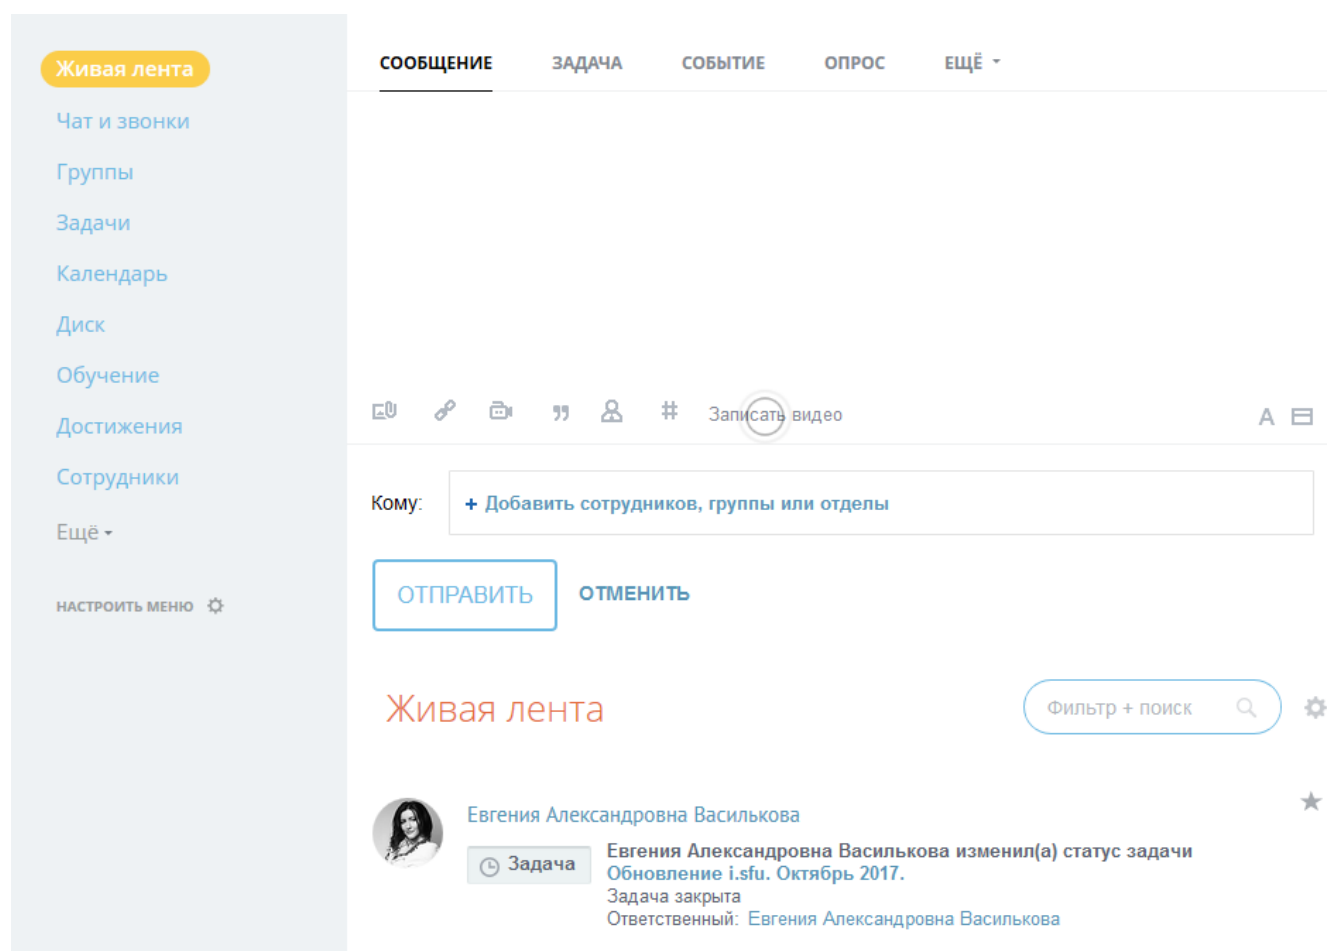 Живая лента
Чат и звонки
Группы
Задачи
Календарь
Диск
Обучение
Достижения
Сотрудники
Ещё
НАСТРОИТЬ МЕНЮ
СООБЩЕНИЕ ЗАДАЧА СОБЫТИЕ ОПРОС ЕЩЁ
# Записать видео A
Кому: + Добавить сотрудников, группы или отделы
ОТПРАВИТЬ ОТМЕНИТЬ
Живая лента Фильтр + поиск
Евгения Александровна Василькова
Задача Евгения Александровна Василькова изменил(а) статус задачи
Обновление i.sfu. Октябрь 2017.
Задача закрыта
Ответственный: Евгения Александровна Василькова